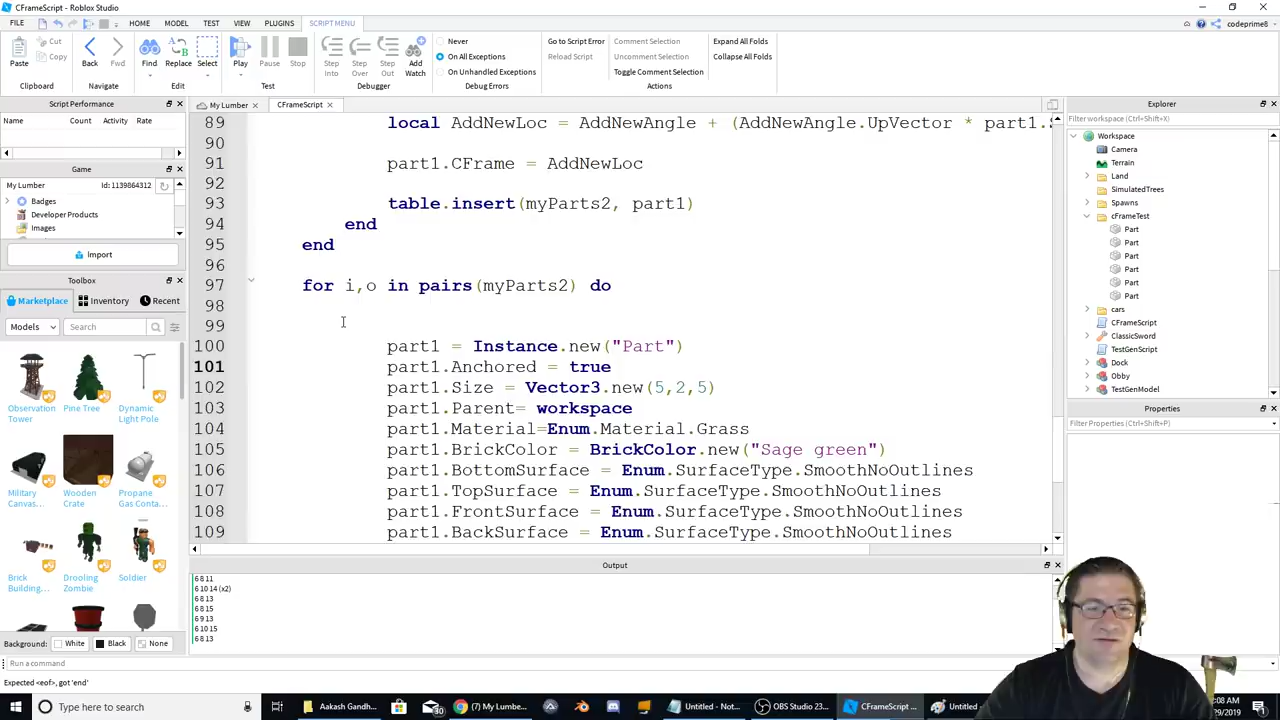 CFrameScript - Roblox Studio
FILE HOME MODEL TEST VIEW PLUGINS SCRIPT MENU codeprime8
Paste Cut Copy Back Fwd Find Replace Select Play Pause Stop Step Into Step Over Step Out Add Watch
Never
On All Exceptions
On Unhandled Exceptions
Go to Script Error
Reload Script
Comment Selection
Uncomment Selection
Toggle Comment Selection
Expand All Folds
Collapse All Folds
Clipboard Navigate Edit Test Debugger Debug Errors Actions
Script Performance
Name Count Activity Rate
Game
My Lumber Id: 1139864312
Badges
Developer Products
Images
Import
Toolbox
Marketplace Inventory Recent
Models Search
Observation Tower
Pine Tree
Dynamic Light Pole
Military Canvas...
Wooden Crate
Propane Gas Conta...
Brick Building...
Drooling Zombie
Soldier
Background: White Black None
My Lumber CFrameScript
89 local AddNewLoc = AddNewAngle + (AddNewAngle.UpVector * part1.
90
91 part1.CFrame = AddNewLoc
92
93 table.insert(myParts2, part1)
94 end
95 end
96
97 for i,o in pairs(myParts2) do
98
99
100 part1 = Instance.new("Part")
101 part1.Anchored = true
102 part1.Size = Vector3.new(5,2,5)
103 part1.Parent= workspace
104 part1.Material=Enum.Material.Grass
105 part1.BrickColor = BrickColor.new("Sage green")
106 part1.BottomSurface = Enum.SurfaceType.SmoothNoOutlines
107 part1.TopSurface = Enum.SurfaceType.SmoothNoOutlines
108 part1.FrontSurface = Enum.SurfaceType.SmoothNoOutlines
109 part1.BackSurface = Enum.SurfaceType.SmoothNoOutlines
Output
6 8 11
6 10 14 (x2)
6 8 13
6 8 15
6 9 13
6 10 15
6 8 13
Explorer
Filter workspace (Ctrl+Shift+X)
Workspace
Camera
Terrain
Land
SimulatedTrees
Spawns
cFrameTest
Part
Part
Part
Part
Part
Part
cars
CFrameScript
ClassicSword
TestGenScript
Dock
Obby
TestGenModel
Properties
Filter Properties (Ctrl+Shift+P)
Run a command
Expected <eof>, got 'end'
Type here to search
Aakash Gandh...
30
(1) My Lumbe...
Untitled - Not...
OBS Studio 23...
CFrameScript ...
Untitled
:08 AM
/29/2019